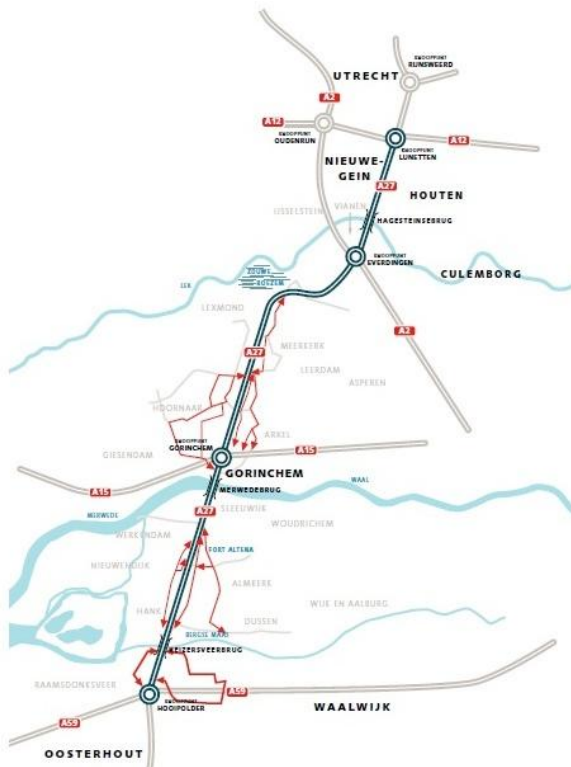 KNOOPPUNT
RIJNSWEERD
UTRECHT
A2
A12
KNOOPPUNT
OUDENRIJN
A12
KNOOPPUNT
LUNETTEN
NIEUWE-
GEIN
A27
HOUTEN
IJSSELSTEIN
VIANEN
HAGESTEINSEBRUG
KNOOPPUNT
EVERDINGEN
CULEMBORG
ZOUWE
BOEZEM
LEK
LEXMOND
A2
A27
MEERKERK
LEERDAM
ASPEREN
HOORNAAR
ARKEL
KNOOPPUNT
GORINCHEM
GIESENDAM
A15
GORINCHEM
A15
MERWEDEBRUG
WAAL
MERWEDE
A27
SLEEUWIJK
WOUDRICHEM
WERKENDAM
FORT ALTENA
NIEUWENDIJK
ALMKERK
WIJK EN AALBURG
HANK
DUSSEN
BERGSE MAAS
KEIZERSVEERBRUG
RAAMSDONKSVEER
A59
KNOOPPUNT
HOOIPOLDER
WAALWIJK
A59
OOSTERHOUT